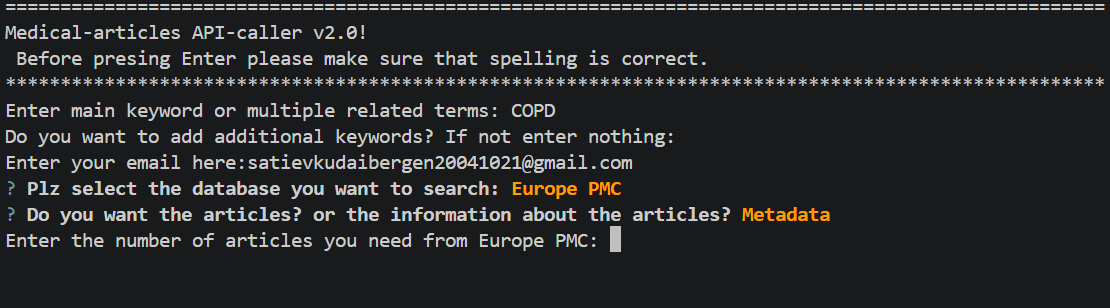 ====================================================================================================
Medical-articles API-caller v2.0!
 Before presing Enter please make sure that spelling is correct.
****************************************************************************************************
Enter main keyword or multiple related terms: COPD
Do you want to add additional keywords? If not enter nothing:
Enter your email here:satievkudaibergen20041021@gmail.com
? Plz select the database you want to search: Europe PMC
? Do you want the articles? or the information about the articles? Metadata
Enter the number of articles you need from Europe PMC: